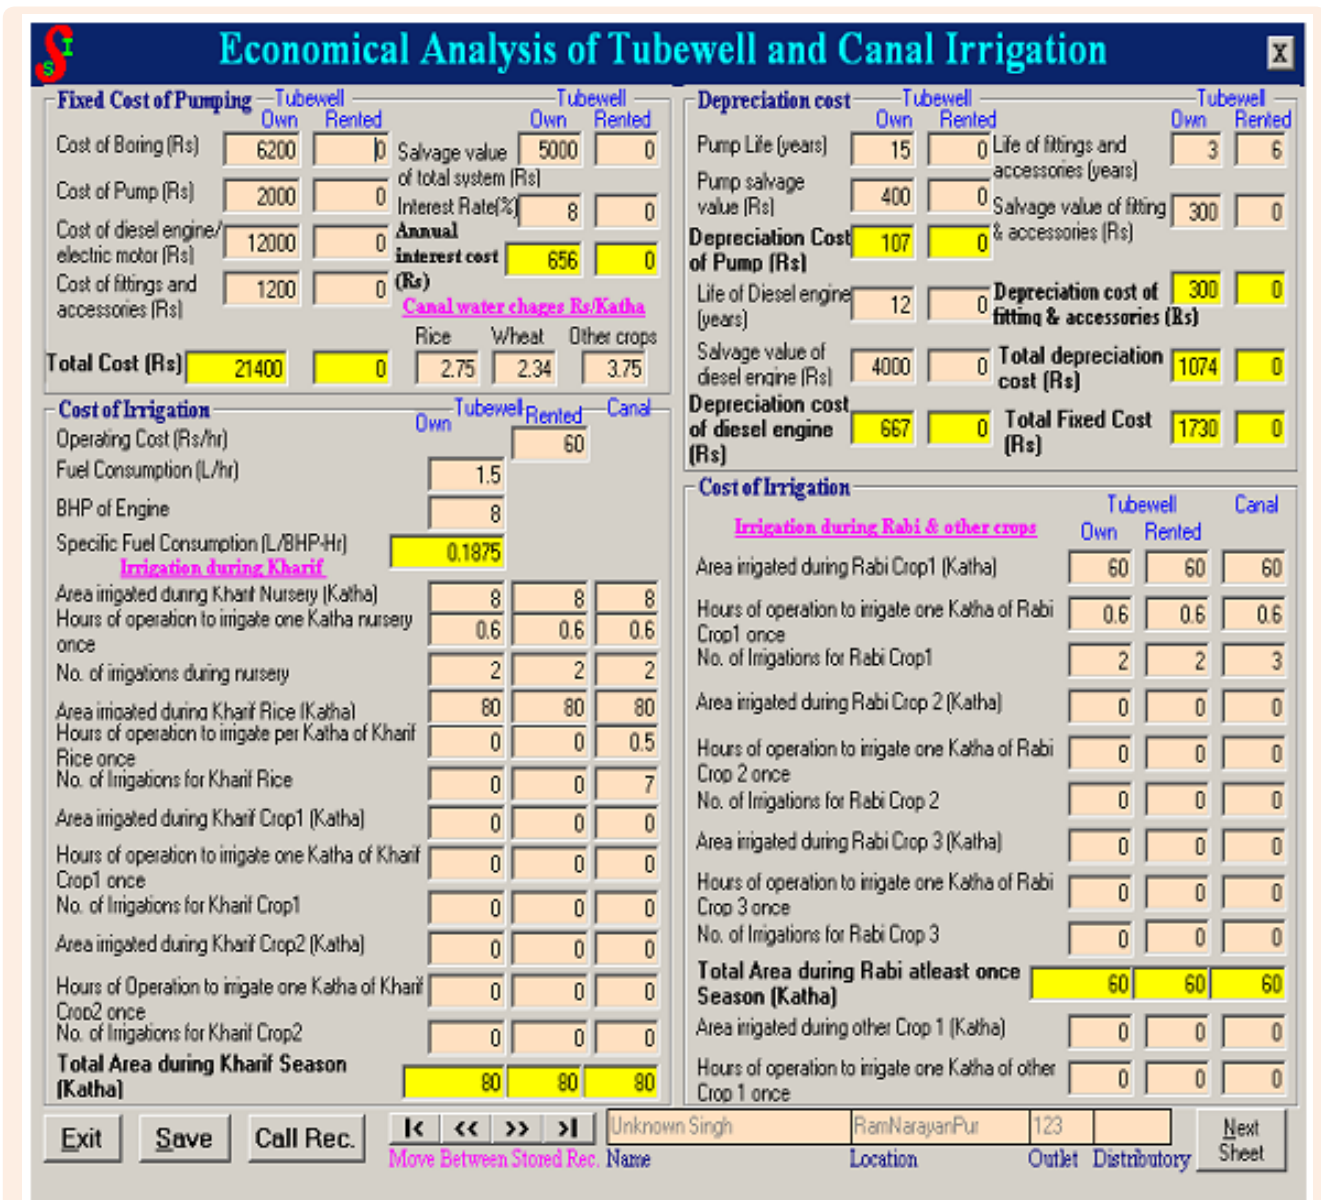 S I S
Economical Analysis of Tubewell and Canal Irrigation
X
Fixed Cost of Pumping
Tubewell
Own Rented
Tubewell
Own Rented
Cost of Boring (Rs) 6200 0
Cost of Pump (Rs) 2000 0
Cost of diesel engine/
electric motor (Rs) 12000 0
Cost of fittings and
accessories (Rs) 1200 0
Total Cost (Rs) 21400 0
Salvage value 5000 0
of total system (Rs)
Interest Rate(%) 8 0
Annual
interest cost 656 0
(Rs)
Canal water chages Rs/Katha
Rice Wheat Other crops
2.75 2.34 3.75
Depreciation cost
Tubewell
Own Rented
Tubewell
Own Rented
Pump Life (years) 15 0
Pump salvage
value (Rs) 400 0
Depreciation Cost
of Pump (Rs) 107 0
Life of Diesel engine
(years) 12 0
Salvage value of
diesel engine (Rs) 4000 0
Depreciation cost
of diesel engine 667 0
(Rs)
Life of fittings and
accessories (years) 3 6
Salvage value of fitting
& accessories (Rs) 300 0
Depreciation cost of
fitting & accessories (Rs) 300 0
Total depreciation
cost (Rs) 1074 0
Total Fixed Cost
(Rs) 1730 0
Cost of Irrigation
Tubewell Canal
Own Rented
Operating Cost (Rs/hr) 60
Fuel Consumption (L/hr) 1.5
BHP of Engine 8
Specific Fuel Consumption (L/BHP-Hr) 0.1875
Irrigation during Kharif
Area irrigated during Kharif Nursery (Katha) 8 8 8
Hours of operation to irrigate one Katha nursery
once 0.6 0.6 0.6
No. of irrigations during nursery 2 2 2
Area irrigated during Kharif Rice (Katha) 80 80 80
Hours of operation to irrigate per Katha of Kharif
Rice once 0 0 0.5
No. of Irrigations for Kharif Rice 0 0 7
Area irrigated during Kharif Crop1 (Katha) 0 0 0
Hours of operation to irrigate one Katha of Kharif
Crop1 once 0 0 0
No. of Irrigations for Kharif Crop1 0 0 0
Area irrigated during Kharif Crop2 (Katha) 0 0 0
Hours of Operation to irrigate one Katha of Kharif
Crop2 once 0 0 0
No. of Irrigations for Kharif Crop2 0 0 0
Total Area during Kharif Season
(Katha) 80 80 80
Cost of Irrigation
Irrigation during Rabi & other crops
Tubewell Canal
Own Rented
Area irrigated during Rabi Crop1 (Katha) 60 60 60
Hours of operation to irrigate one Katha of Rabi
Crop1 once 0.6 0.6 0.6
No. of Irrigations for Rabi Crop1 2 2 3
Area irrigated during Rabi Crop 2 (Katha) 0 0 0
Hours of operation to irrigate one Katha of Rabi
Crop 2 once 0 0 0
No. of Irrigations for Rabi Crop 2 0 0 0
Area irrigated during Rabi Crop 3 (Katha) 0 0 0
Hours of operation to irrigate one Katha of Rabi
Crop 3 once 0 0 0
No. of Irrigations for Rabi Crop 3 0 0 0
Total Area during Rabi atleast once
Season (Katha) 60 60 60
Area irrigated during other Crop 1 (Katha) 0 0 0
Hours of operation to irrigate one Katha of other
Crop 1 once 0 0 0
Exit Save Call Rec. |< << >> >|
Move Between Stored Rec.
Unknown Singh RamNarayanPur 123
Name Location Outlet Distributory
Next
Sheet